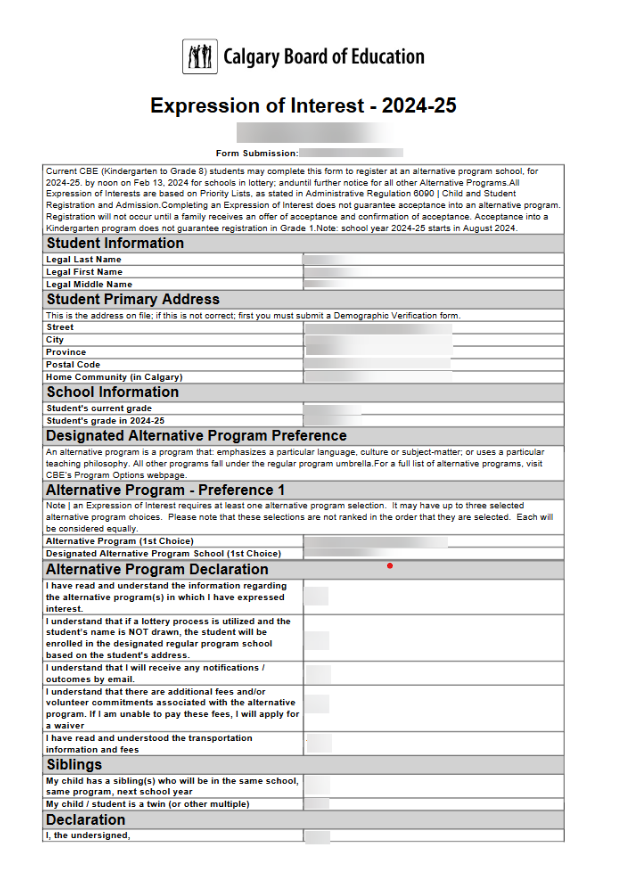 Calgary Board of Education
Expression of Interest - 2024-25
Form Submission:
Current CBE (Kindergarten to Grade 8) students may complete this form to register at an alternative program school, for
2024-25. by noon on Feb 13, 2024 for schools in lottery; anduntil further notice for all other Alternative Programs.All
Expression of Interests are based on Priority Lists, as stated in Administrative Regulation 6090 | Child and Student
Registration and Admission.Completing an Expression of Interest does not guarantee acceptance into an alternative program.
Registration will not occur until a family receives an offer of acceptance and confirmation of acceptance. Acceptance into a
Kindergarten program does not guarantee registration in Grade 1.Note: school year 2024-25 starts in August 2024.
Student Information
Legal Last Name
Legal First Name
Legal Middle Name
Student Primary Address
This is the address on file; if this is not correct; first you must submit a Demographic Verification form.
Street
City
Province
Postal Code
Home Community (in Calgary)
School Information
Student's current grade
Student's grade in 2024-25
Designated Alternative Program Preference
An alternative program is a program that: emphasizes a particular language, culture or subject-matter; or uses a particular
teaching philosophy. All other programs fall under the regular program umbrella.For a full list of alternative programs, visit
CBE's Program Options webpage.
Alternative Program - Preference 1
Note | an Expression of Interest requires at least one alternative program selection. It may have up to three selected
alternative program choices. Please note that these selections are not ranked in the order that they are selected. Each will
be considered equally.
Alternative Program (1st Choice)
Designated Alternative Program School (1st Choice)
Alternative Program Declaration
I have read and understand the information regarding
the alternative program(s) in which I have expressed
interest.
I understand that if a lottery process is utilized and the
student's name is NOT drawn, the student will be
enrolled in the designated regular program school
based on the student's address.
I understand that I will receive any notifications /
outcomes by email.
I understand that there are additional fees and/or
volunteer commitments associated with the alternative
program. If I am unable to pay these fees, I will apply for
a waiver
I have read and understood the transportation
information and fees
Siblings
My child has a sibling(s) who will be in the same school,
same program, next school year
My child / student is a twin (or other multiple)
Declaration
I, the undersigned,